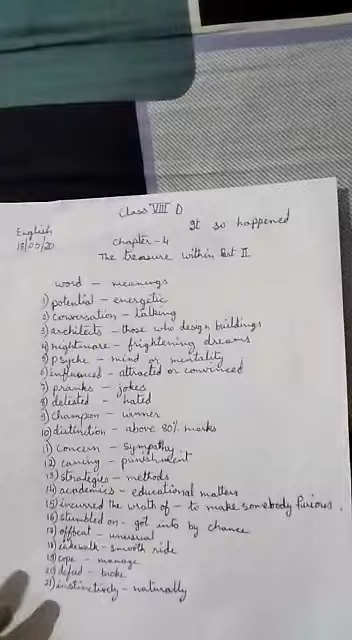 Class VIII D
It so happened
English
18/05/20
Chapter-4
The treasure within Part II
word - meanings
1) potential - energetic
2) conversation - talking
3) architects - those who design buildings
4) nightmare - frightening dreams
5) psyche - mind or mentality
6) influenced - attracted or convinced
7) pranks - jokes
8) detested - hated
9) champion - winner
10) distinction - above 80% marks
11) concern - sympathy
12) caning - punishment
13) strategies - methods
14) academics - educational matters
15) incurred the wrath of - to make somebody furious.
16) stumbled on - got into by chance
17) offbeat - unusual
18) cakewalk - smooth ride
19) cope - manage
20) defied - broke
21) instinctively - naturally